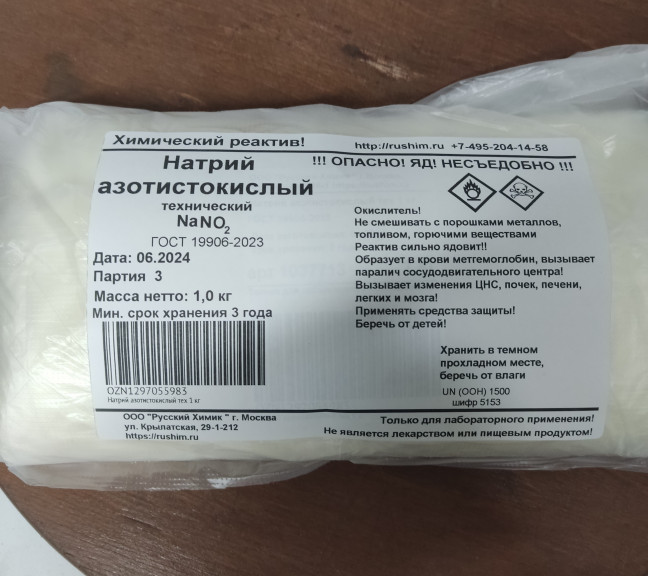 Химический реактив!
http://rushim.ru +7-495-204-14-58
Натрий
азотистокислый
технический
NaNO2
ГОСТ 19906-2023
Дата: 06.2024
Партия 3
Масса нетто: 1,0 кг
Мин. срок хранения 3 года
OZN1297055983
Натрий азотистокислый тех 1 кг
!!! ОПАСНО! ЯД! НЕСЪЕДОБНО !!!
Окислитель!
Не смешивать с порошками металлов,
топливом, горючими веществами
Реактив сильно ядовит!!
Образует в крови метгемоглобин, вызывает
паралич сосудодвигательного центра!
Вызывает изменения ЦНС, почек, печени,
легких и мозга!
Применять средства защиты!
Беречь от детей!
Хранить в темном
прохладном месте,
беречь от влаги
UN (ООН) 1500
шифр 5153
ООО "Русский Химик " г. Москва
ул. Крылатская, 29-1-212
https://rushim.ru
Только для лабораторного применения!
Не является лекарством или пищевым продуктом!